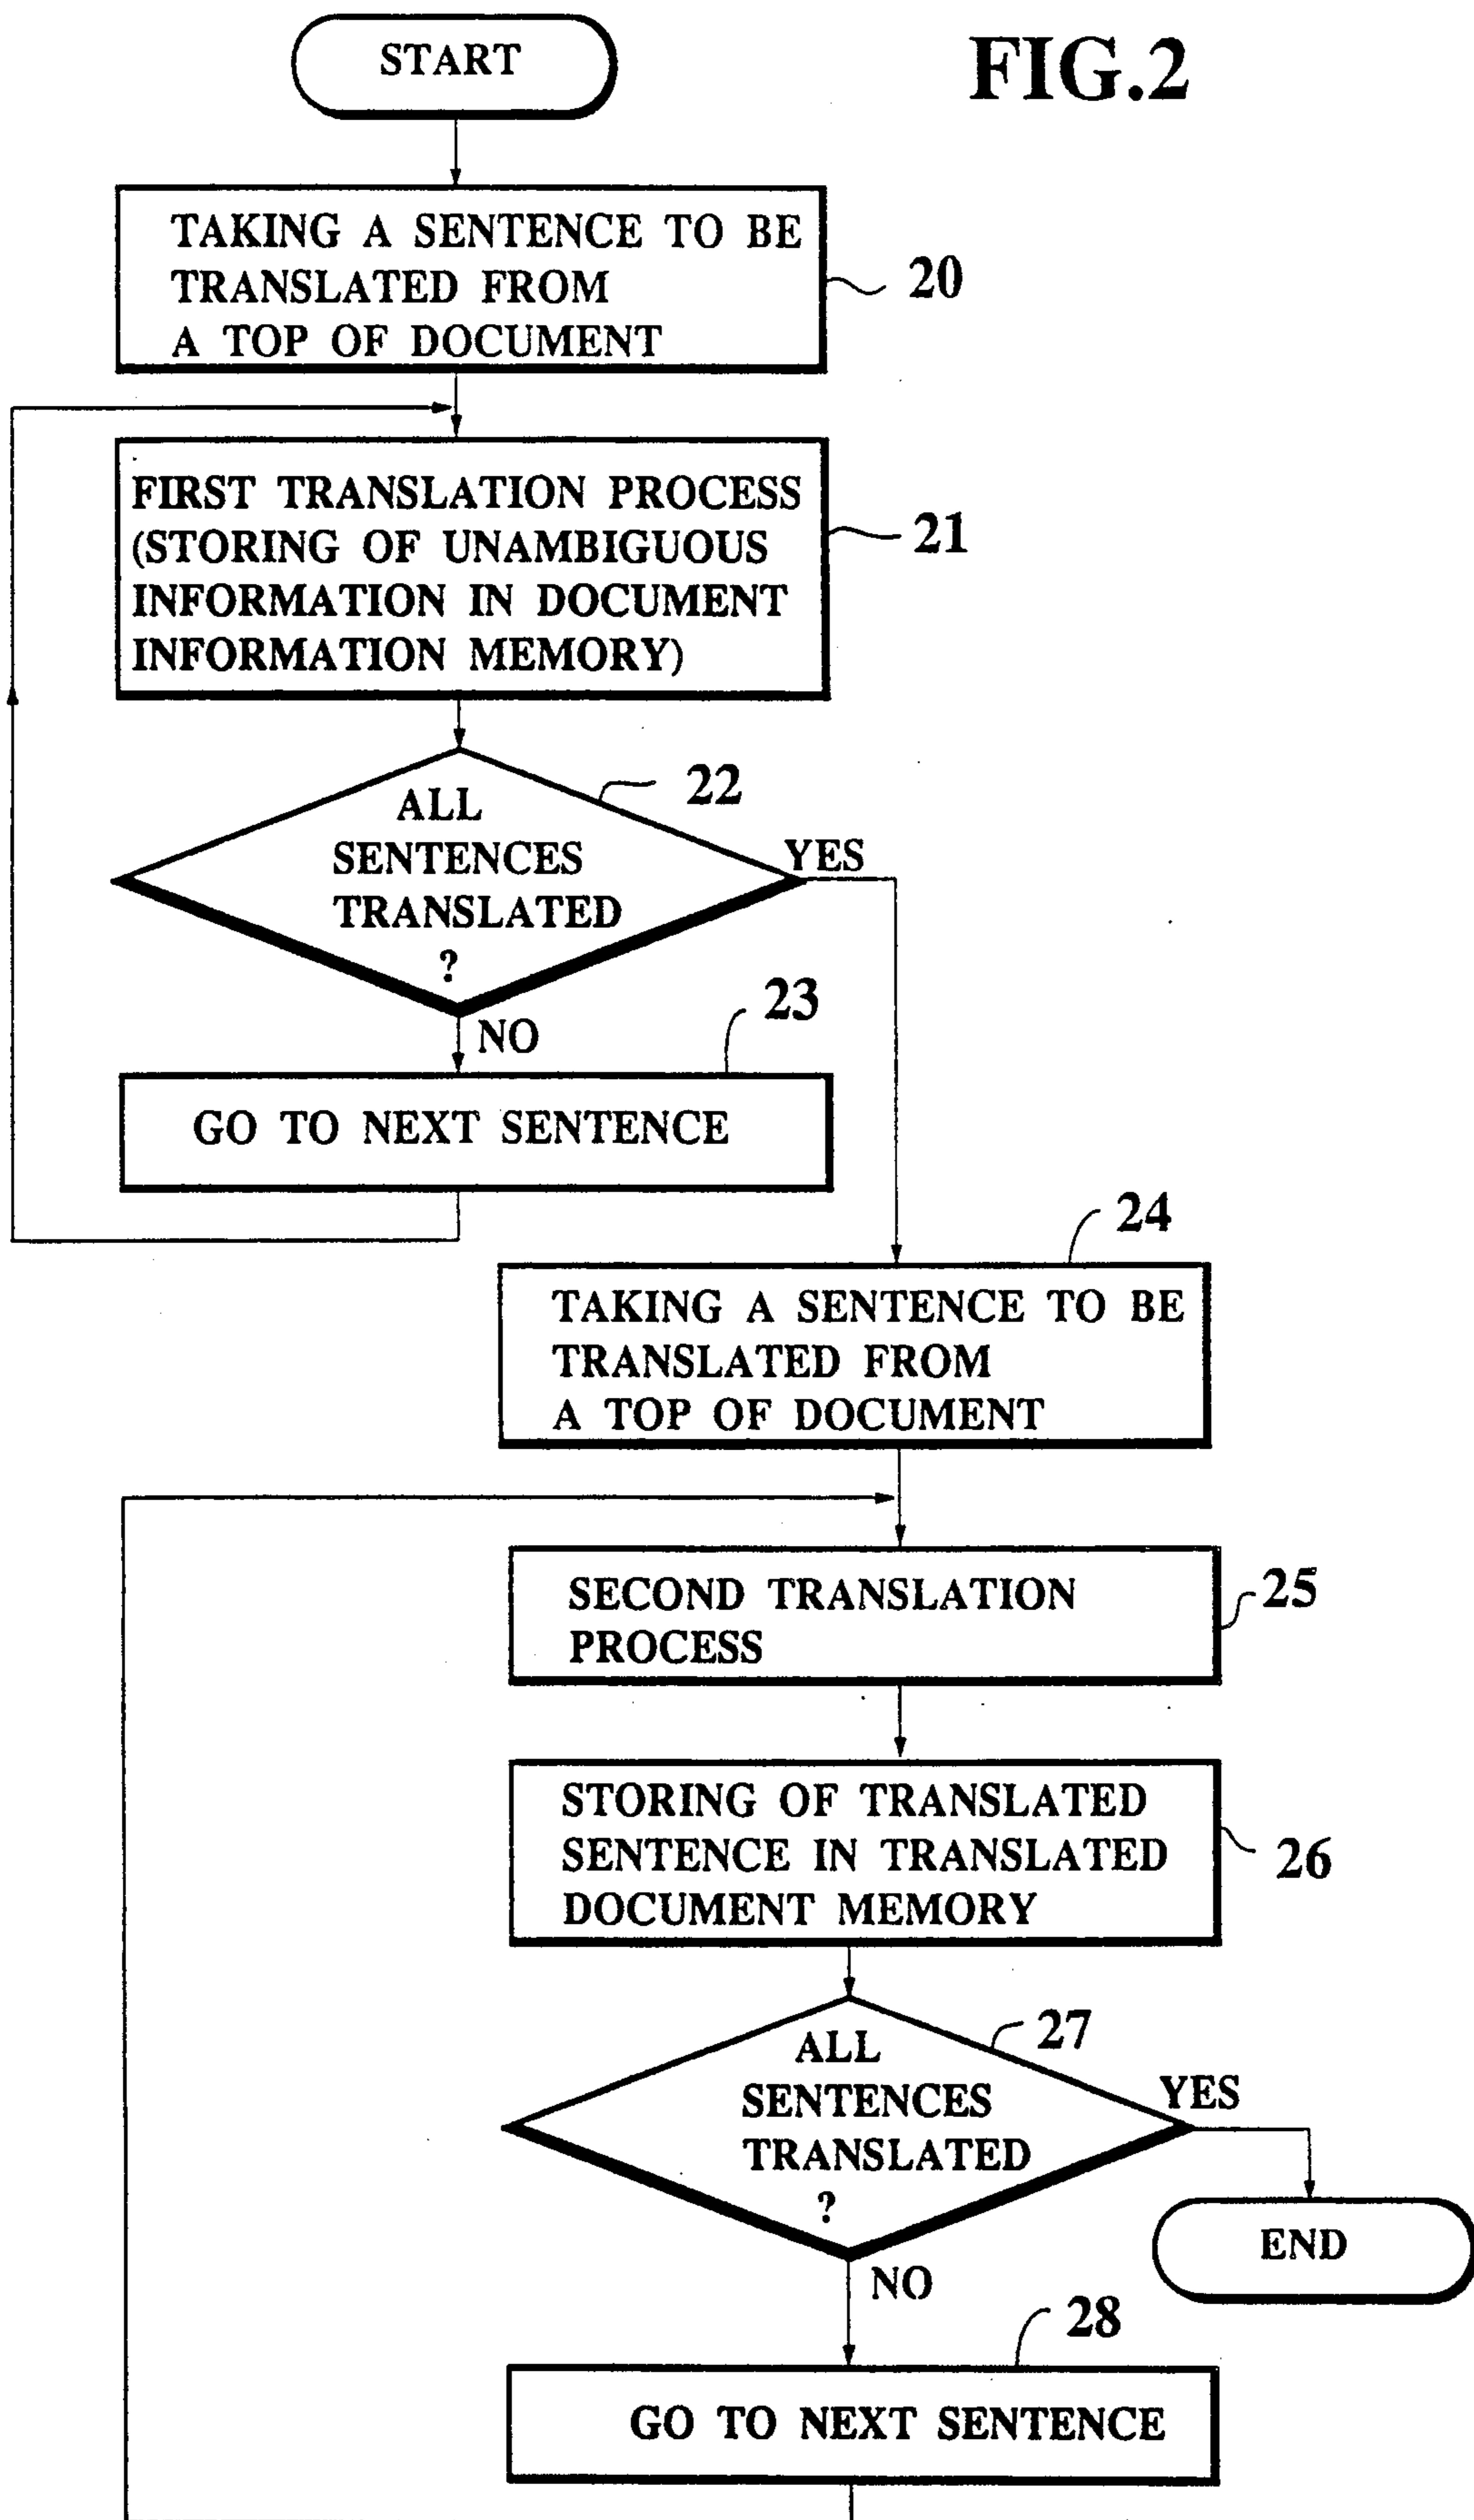 START
FIG.2
TAKING A SENTENCE TO BE
TRANSLATED FROM
A TOP OF DOCUMENT
20
FIRST TRANSLATION PROCESS
(STORING OF UNAMBIGUOUS
INFORMATION IN DOCUMENT
INFORMATION MEMORY)
21
22
ALL
SENTENCES
TRANSLATED
?
YES
NO
23
GO TO NEXT SENTENCE
24
TAKING A SENTENCE TO BE
TRANSLATED FROM
A TOP OF DOCUMENT
SECOND TRANSLATION
PROCESS
25
STORING OF TRANSLATED
SENTENCE IN TRANSLATED
DOCUMENT MEMORY
26
27
ALL
SENTENCES
TRANSLATED
?
YES
END
NO
28
GO TO NEXT SENTENCE